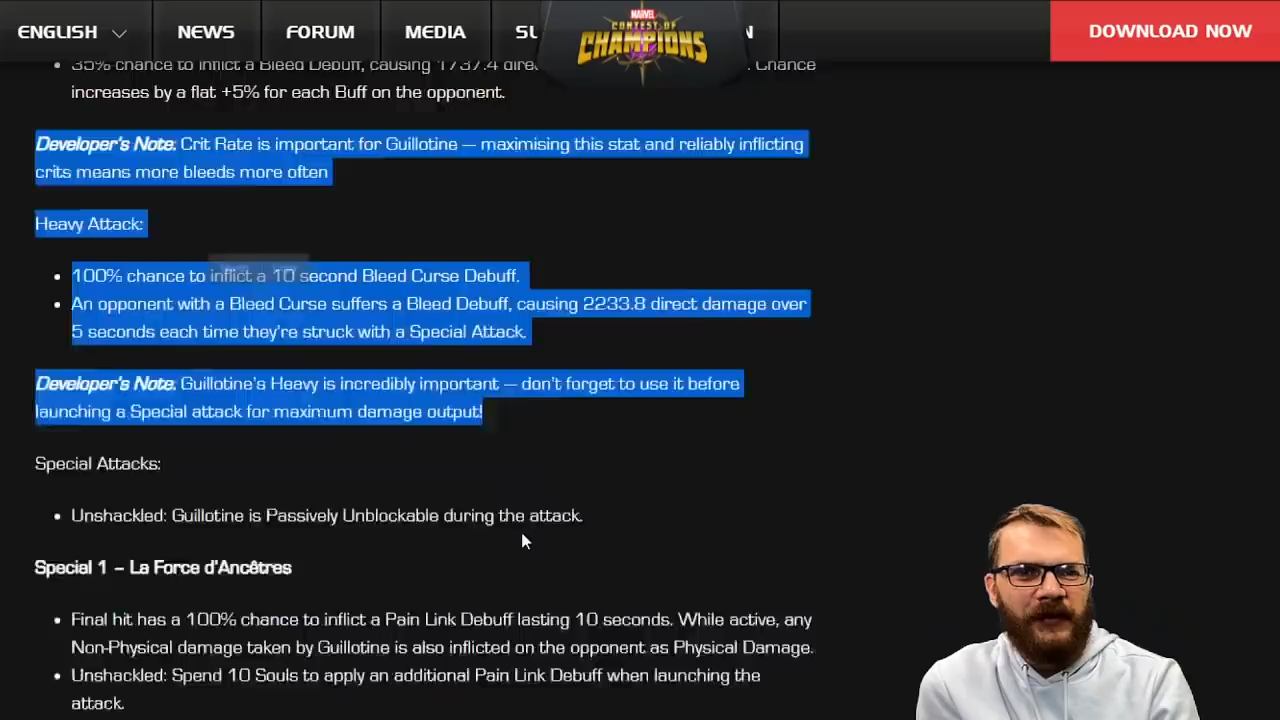 ENGLISH NEWS FORUM MEDIA SU N DOWNLOAD NOW
MARVEL
CONTEST OF
CHAMPIONS
• 35% chance to inflict a Bleed Debuff, causing 1737.4 direc Chance
increases by a flat +5% for each Buff on the opponent.
Developer's Note: Crit Rate is important for Guillotine — maximising this stat and reliably inflicting
crits means more bleeds more often
Heavy Attack:
• 100% chance to inflict a 10 second Bleed Curse Debuff.
• An opponent with a Bleed Curse suffers a Bleed Debuff, causing 2233.8 direct damage over
5 seconds each time they're struck with a Special Attack.
Developer's Note: Guillotine's Heavy is incredibly important — don't forget to use it before
launching a Special attack for maximum damage output!
Special Attacks:
• Unshackled: Guillotine is Passively Unblockable during the attack.
Special 1 – La Force d'Ancêtres
• Final hit has a 100% chance to inflict a Pain Link Debuff lasting 10 seconds. While active, any
Non-Physical damage taken by Guillotine is also inflicted on the opponent as Physical Damage.
• Unshackled: Spend 10 Souls to apply an additional Pain Link Debuff when launching the
attack.